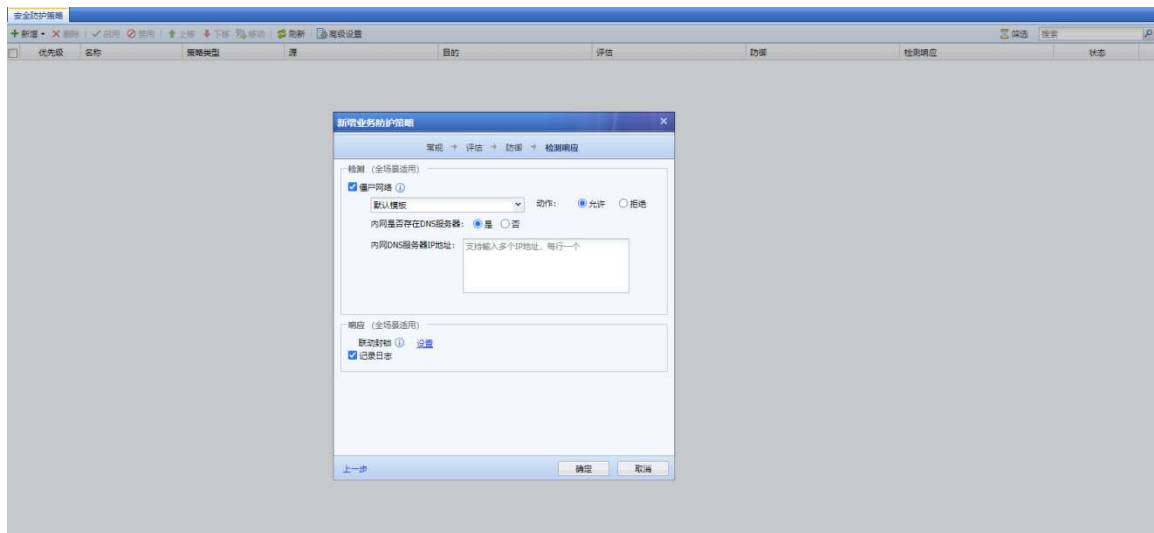 安全防护策略
新增 删除 启用 禁用 上移 下移 移动 刷新 高级设置 筛选 搜索
优先级 名称 策略类型 源 目的 评估 防御 检测响应 状态
新增业务防护策略
常规 → 评估 → 防御 → 检测响应
检测 (全场景适用)
僵尸网络
默认模板 动作: 允许 拒绝
内网是否存在DNS服务器: 是 否
内网DNS服务器IP地址: 支持输入多个IP地址，每行一个
响应 (全场景适用)
联动封锁 设置
记录日志
上一步 确定 取消